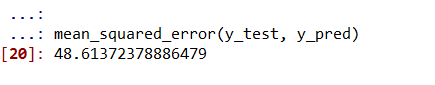 ...:
...: mean_squared_error(y_test, y_pred)
[20]: 48.61372378886479